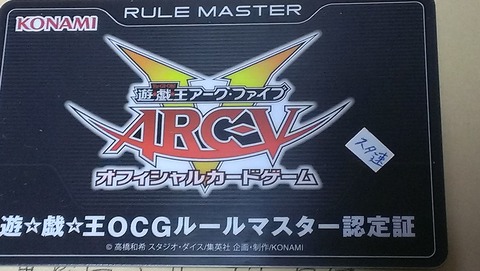 RULE MASTER
KONAMI
遊☆戯☆王アーク・ファイブ
ARC-V
オフィシャルカードゲーム
スター速
遊☆戯☆王OCGルールマスター認定証
© 高橋和希 スタジオ・ダイス/集英社 企画・制作/KONAMI